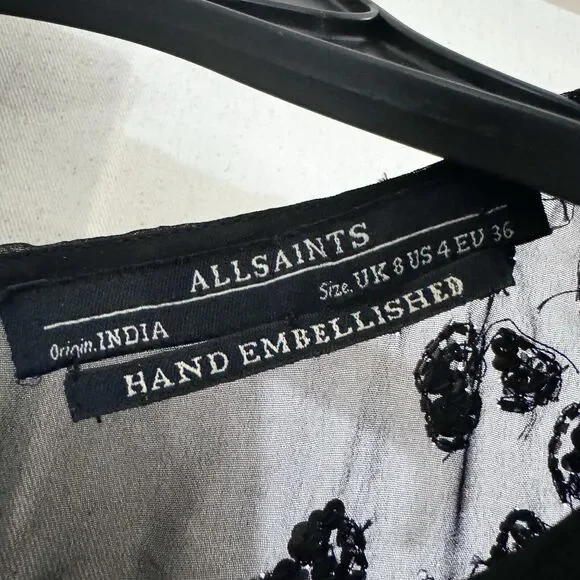 ALLSAINTS
Origin. INDIA Size. UK 8 US 4 EU 36
HAND EMBELLISHED